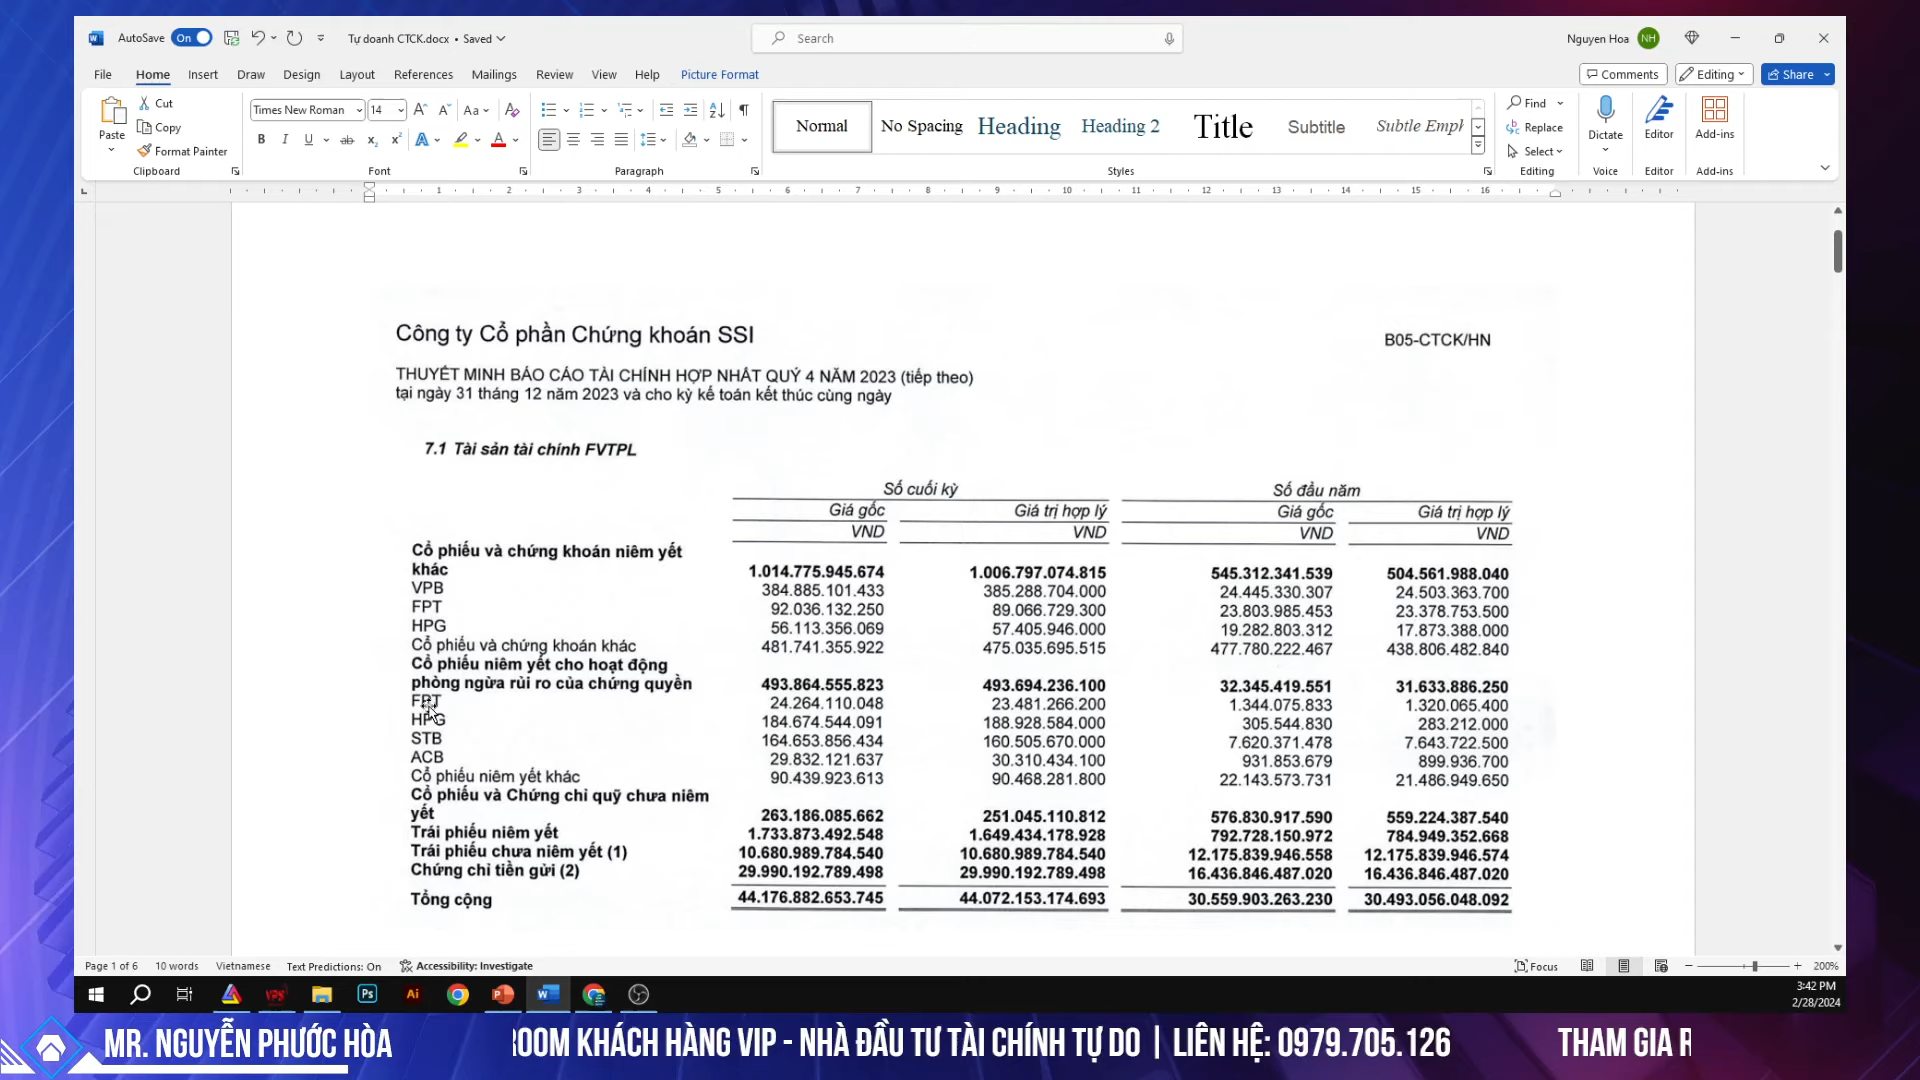 AutoSave On Tự doanh CTCK.docx • Saved Search Nguyen Hoa NH
File Home Insert Draw Design Layout References Mailings Review View Help Picture Format Comments Editing Share
Paste Cut Copy Format Painter Clipboard
Times New Roman 14 Font
Paragraph
Normal No Spacing Heading Heading 2 Title Subtitle Subtle Emph Styles
Find Replace Select Editing
Dictate Voice
Editor Editor
Add-ins Add-ins
1 2 3 4 5 6 7 8 9 10 11 12 13 14 15 16
Công ty Cổ phần Chứng khoán SSI B05-CTCK/HN
THUYẾT MINH BÁO CÁO TÀI CHÍNH HỢP NHẤT QUÝ 4 NĂM 2023 (tiếp theo)
tại ngày 31 tháng 12 năm 2023 và cho kỳ kế toán kết thúc cùng ngày
7.1 Tài sản tài chính FVTPL
Số cuối kỳ Số đầu năm
Giá gốc Giá trị hợp lý Giá gốc Giá trị hợp lý
VND VND VND VND
Cổ phiếu và chứng khoán niêm yết
khác 1.014.775.945.674 1.006.797.074.815 545.312.341.539 504.561.988.040
VPB 384.885.101.433 385.288.704.000 24.445.330.307 24.503.363.700
FPT 92.036.132.250 89.066.729.300 23.803.985.453 23.378.753.500
HPG 56.113.356.069 57.405.946.000 19.282.803.312 17.873.388.000
Cổ phiếu và chứng khoán khác 481.741.355.922 475.035.695.515 477.780.222.467 438.806.482.840
Cổ phiếu niêm yết cho hoạt động
phòng ngừa rủi ro của chứng quyền 493.864.555.823 493.694.236.100 32.345.419.551 31.633.886.250
FPT 24.264.110.048 23.481.266.200 1.344.075.833 1.320.065.400
HPG 184.674.544.091 188.928.584.000 305.544.830 283.212.000
STB 164.653.856.434 160.505.670.000 7.620.371.478 7.643.722.500
ACB 29.832.121.637 30.310.434.100 931.853.679 899.936.700
Cổ phiếu niêm yết khác 90.439.923.613 90.468.281.800 22.143.573.731 21.486.949.650
Cổ phiếu và Chứng chỉ quỹ chưa niêm
yết 263.186.085.662 251.045.110.812 576.830.917.590 559.224.387.540
Trái phiếu niêm yết 1.733.873.492.548 1.649.434.178.928 792.728.150.972 784.949.352.668
Trái phiếu chưa niêm yết (1) 10.680.989.784.540 10.680.989.784.540 12.175.839.946.558 12.175.839.946.574
Chứng chỉ tiền gửi (2) 29.990.192.789.498 29.990.192.789.498 16.436.846.487.020 16.436.846.487.020
Tổng cộng 44.176.882.653.745 44.072.153.174.693 30.559.903.263.230 30.493.056.048.092
Page 1 of 6 10 words Vietnamese Text Predictions: On Accessibility: Investigate Focus 200%
3:42 PM
2/28/2024
MR. NGUYỄN PHƯỚC HÒA ROOM KHÁCH HÀNG VIP - NHÀ ĐẦU TƯ TÀI CHÍNH TỰ DO | LIÊN HỆ: 0979.705.126 THAM GIA R